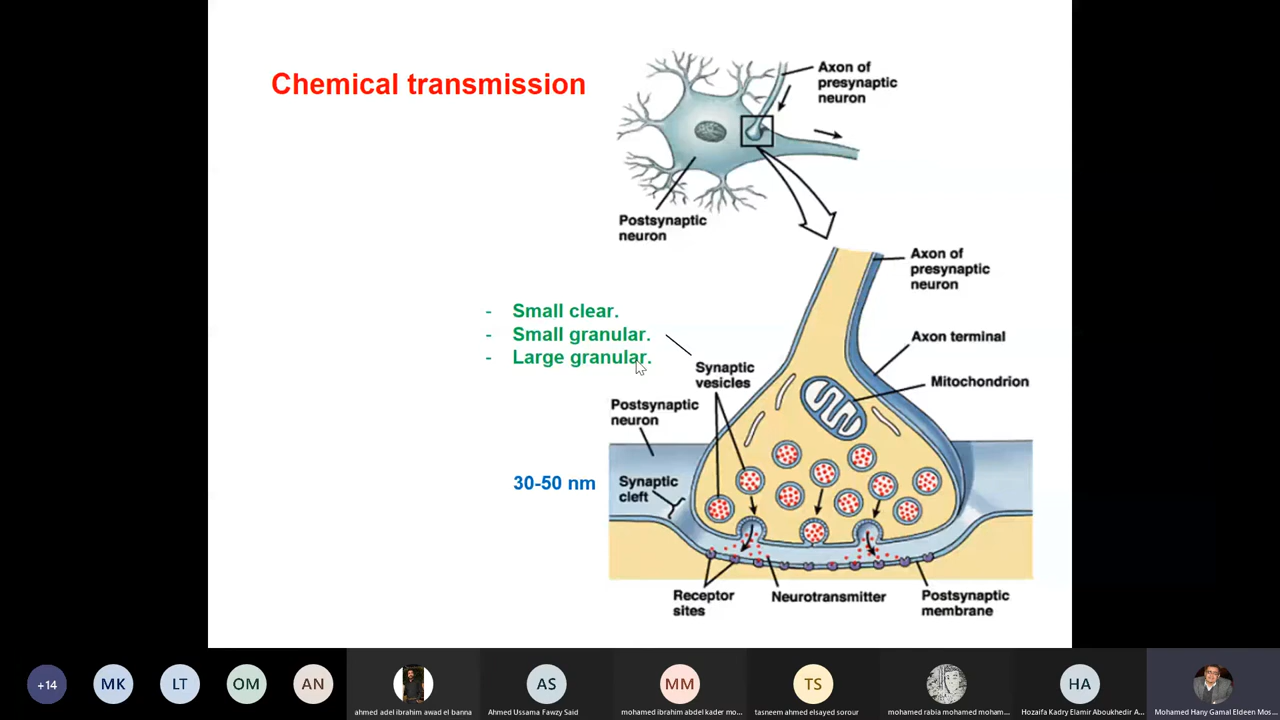 Chemical transmission
Axon of
presynaptic
neuron
Postsynaptic
neuron
Axon of
presynaptic
neuron
- Small clear.
- Small granular.
- Large granular.
Axon terminal
Synaptic
vesicles
Mitochondrion
Postsynaptic
neuron
30-50 nm
Synaptic
cleft
Receptor
sites
Neurotransmitter
Postsynaptic
membrane
+14
MK
LT
OM
AN
ahmed adel ibrahim awad el banna
AS
Ahmed Ussama Fawzy Said
MM
mohamed ibrahim abdel kader mo...
TS
tasneem ahmed elsayed sorour
mohamed rabia mohamed moham...
HA
Hozaifa Kadry Elamir Aboukhedir A...
Mohamed Hany Gamal Eldeen Mos...